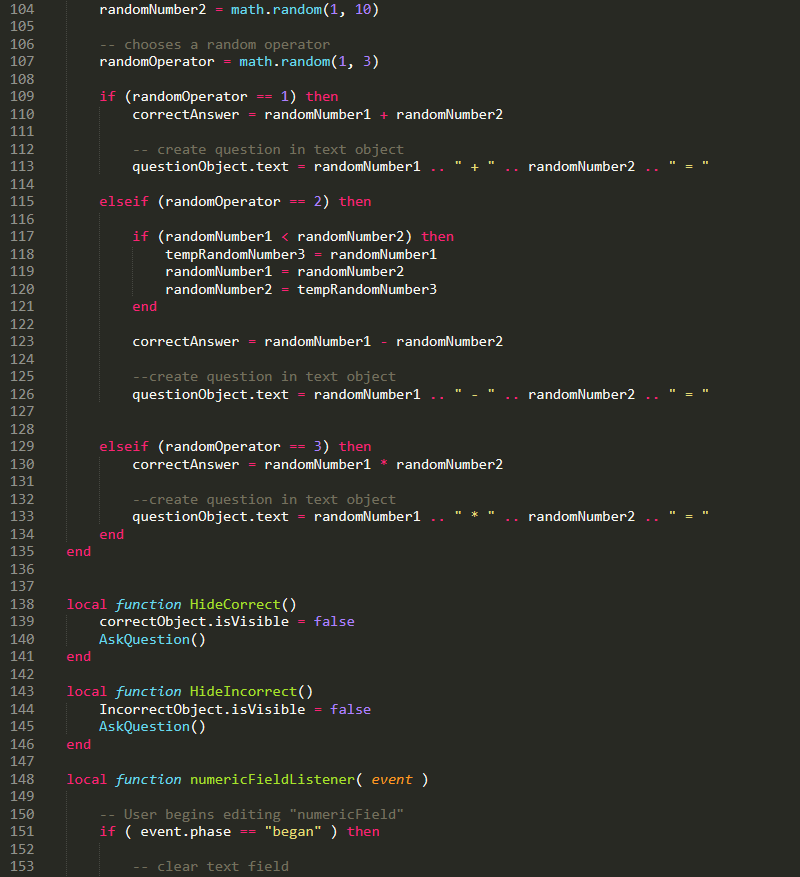 104 randomNumber2 = math.random(1, 10)
105
106 -- chooses a random operator
107 randomOperator = math.random(1, 3)
108
109 if (randomOperator == 1) then
110 correctAnswer = randomNumber1 + randomNumber2
111
112 -- create question in text object
113 questionObject.text = randomNumber1 .. " + " .. randomNumber2 .. " = "
114
115 elseif (randomOperator == 2) then
116
117 if (randomNumber1 < randomNumber2) then
118 tempRandomNumber3 = randomNumber1
119 randomNumber1 = randomNumber2
120 randomNumber2 = tempRandomNumber3
121 end
122
123 correctAnswer = randomNumber1 - randomNumber2
124
125 --create question in text object
126 questionObject.text = randomNumber1 .. " - " .. randomNumber2 .. " = "
127
128
129 elseif (randomOperator == 3) then
130 correctAnswer = randomNumber1 * randomNumber2
131
132 --create question in text object
133 questionObject.text = randomNumber1 .. " * " .. randomNumber2 .. " = "
134 end
135 end
136
137
138 local function HideCorrect()
139 correctObject.isVisible = false
140 AskQuestion()
141 end
142
143 local function HideIncorrect()
144 IncorrectObject.isVisible = false
145 AskQuestion()
146 end
147
148 local function numericFieldListener( event )
149
150 -- User begins editing "numericField"
151 if ( event.phase == "began" ) then
152
153 -- clear text field